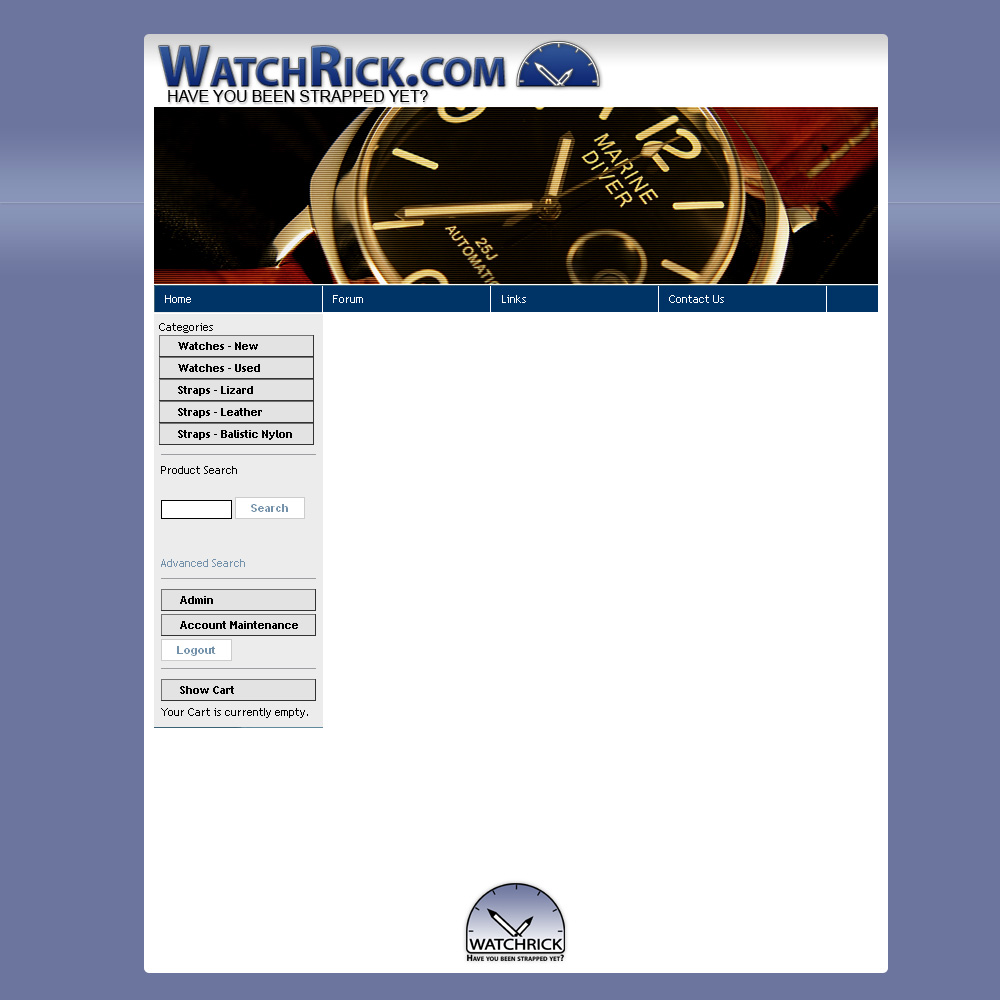 WATCHRICK.COM
HAVE YOU BEEN STRAPPED YET?
12
MARINE
DIVER
25J
AUTOMATIC
Home Forum Links Contact Us
Categories
Watches - New
Watches - Used
Straps - Lizard
Straps - Leather
Straps - Balistic Nylon
Product Search
Search
Advanced Search
Admin
Account Maintenance
Logout
Show Cart
Your Cart is currently empty.
WATCHRICK
HAVE YOU BEEN STRAPPED YET?